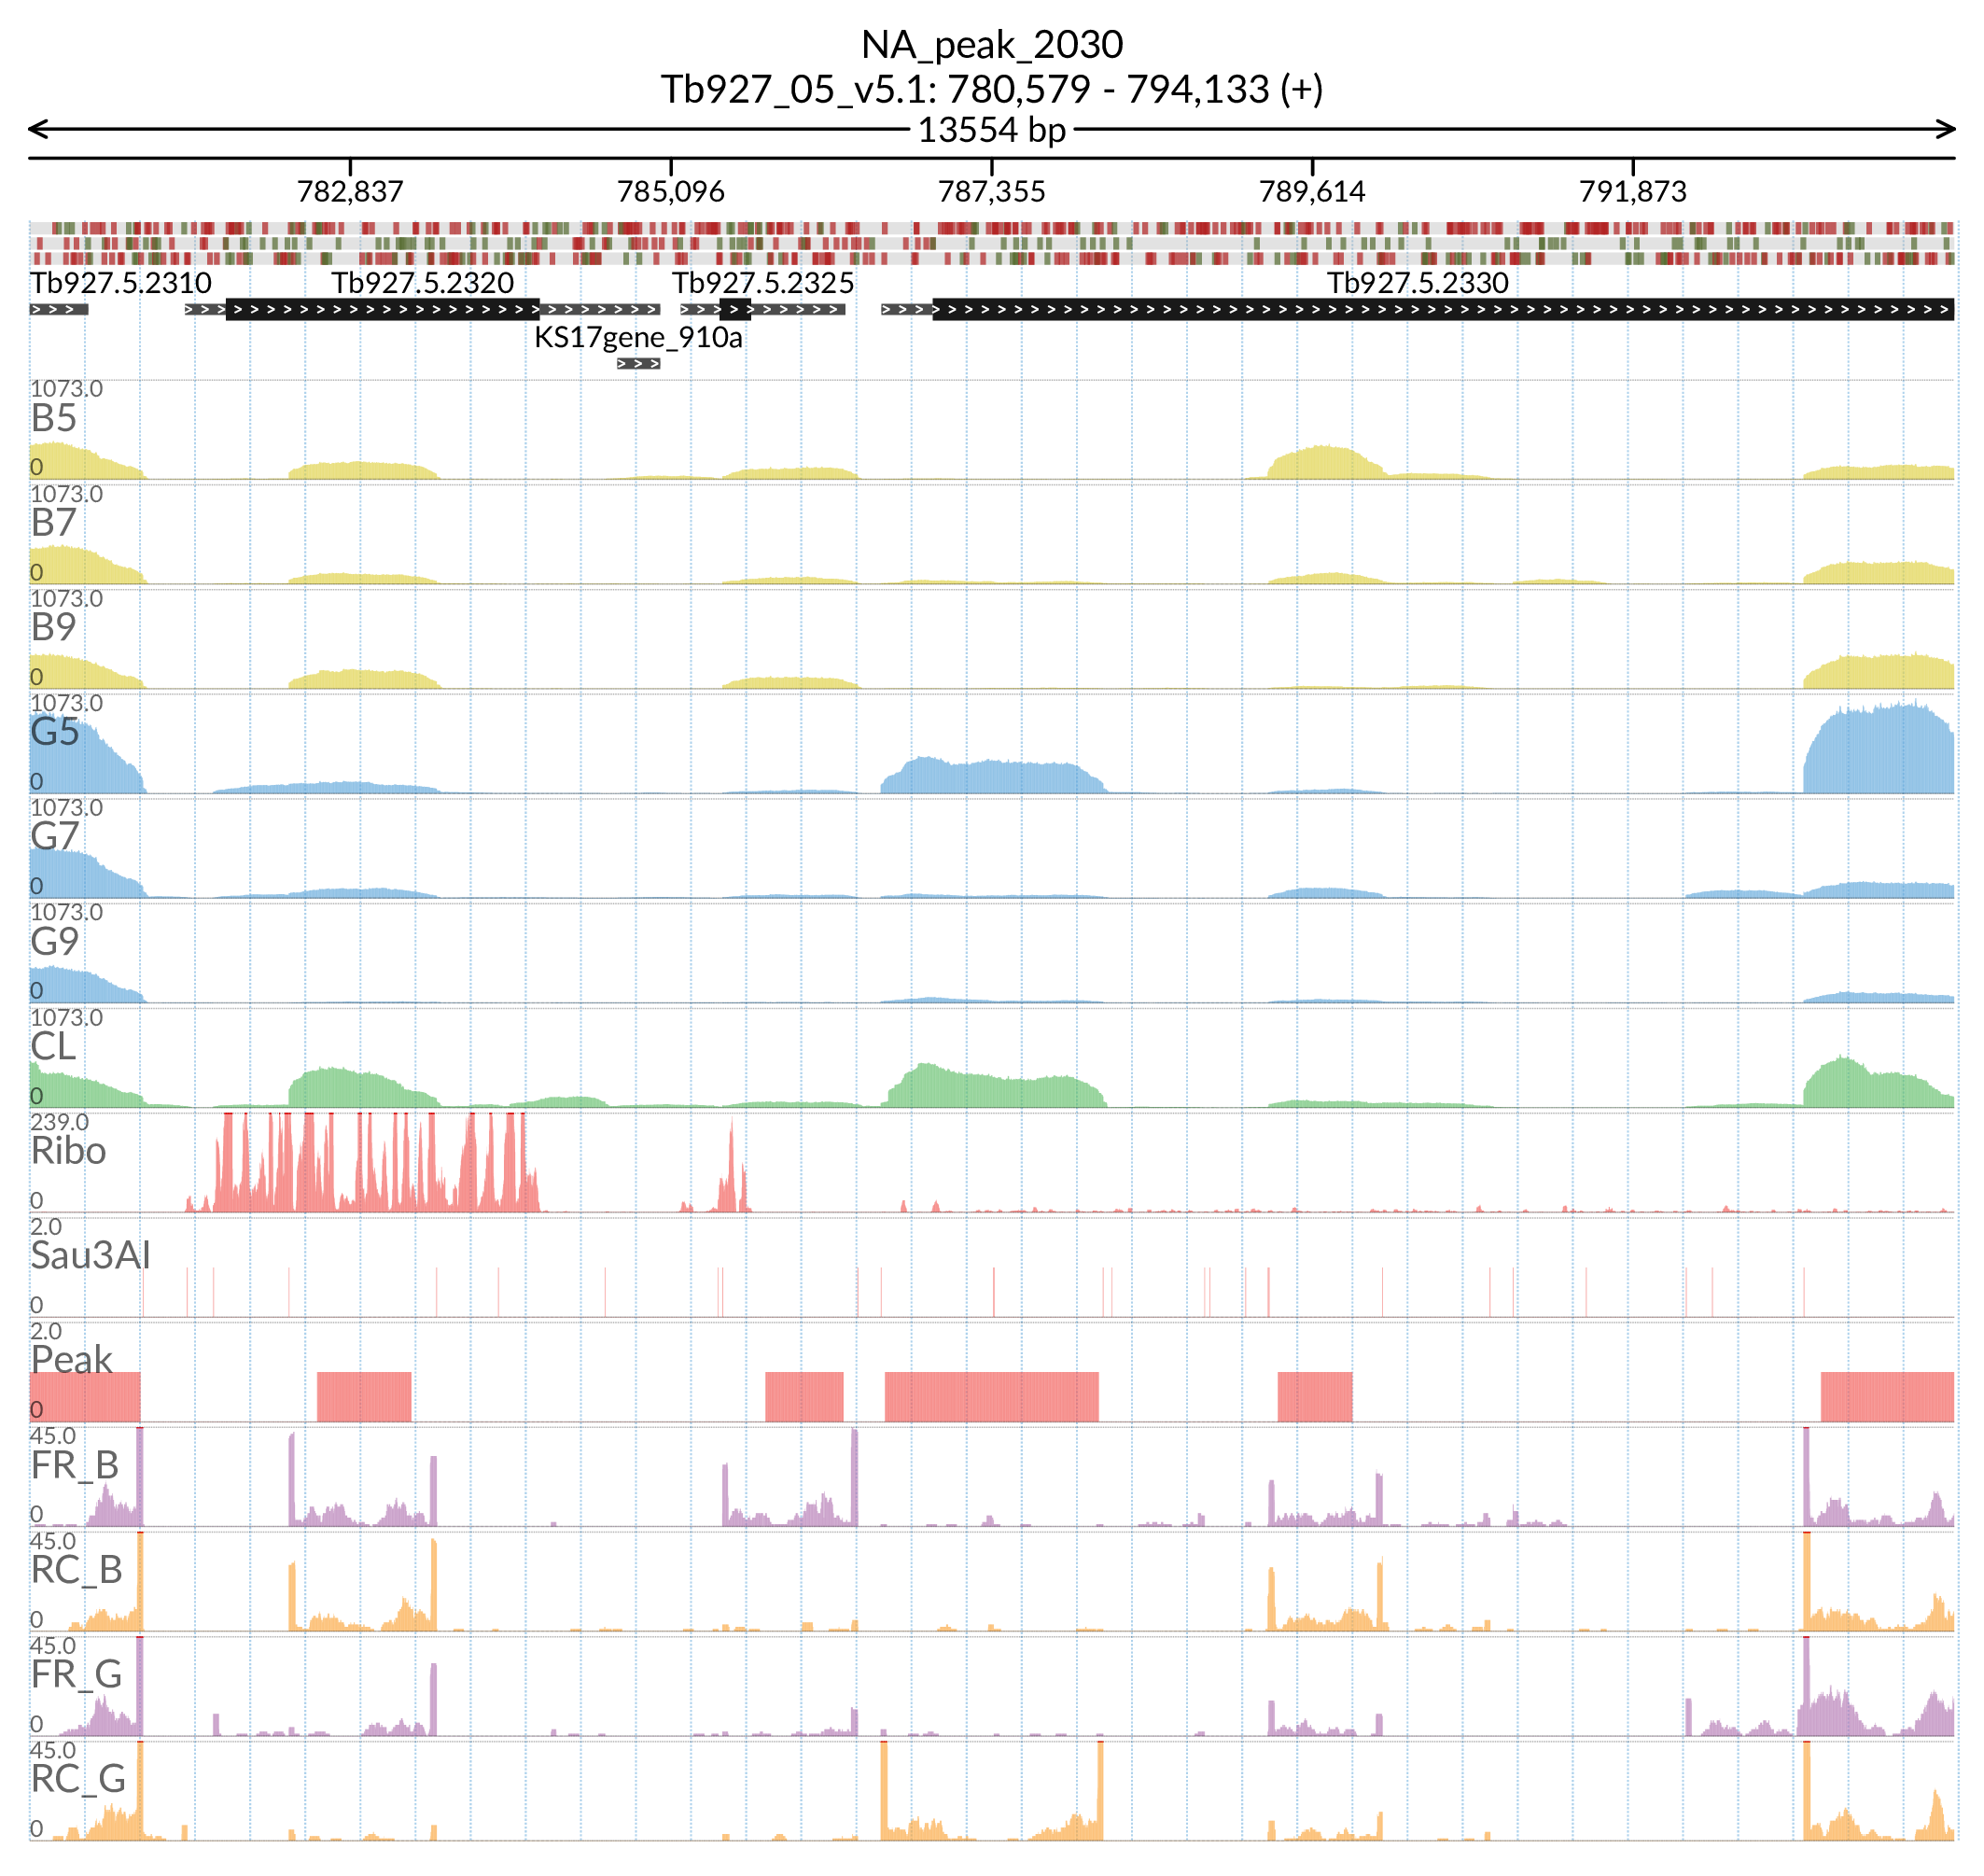 NA_peak_2030
Tb927_05_v5.1: 780,579 - 794,133 (+)
13554 bp
782,837 785,096 787,355 789,614 791,873
Tb927.5.2310 Tb927.5.2320 Tb927.5.2325 Tb927.5.2330
KS17gene_910a
1073.0
B5
0
1073.0
B7
0
1073.0
B9
0
1073.0
G5
0
1073.0
G7
0
1073.0
G9
0
1073.0
CL
0
239.0
Ribo
0
2.0
Sau3AI
0
2.0
Peak
0
45.0
FR_B
0
45.0
RC_B
0
45.0
FR_G
0
45.0
RC_G
0